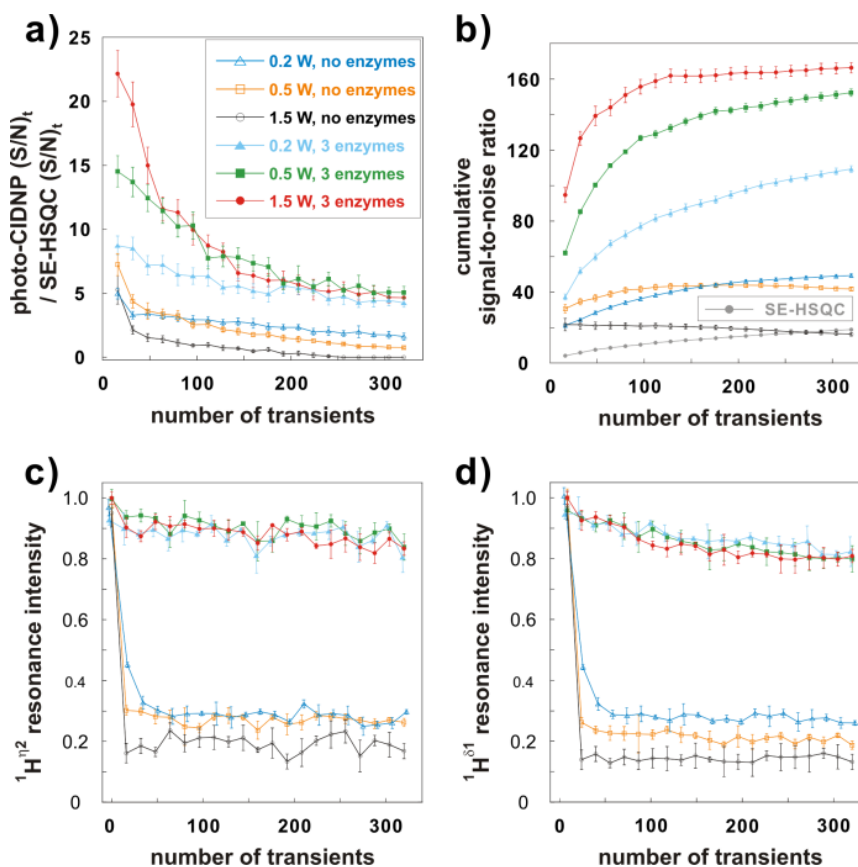 a)
photo-CIDNP (S/N)t
/ SE-HSQC (S/N)t
25
20
15
10
5
0
0.2 W, no enzymes
0.5 W, no enzymes
1.5 W, no enzymes
0.2 W, 3 enzymes
0.5 W, 3 enzymes
1.5 W, 3 enzymes
0 100 200 300
number of transients
b)
cumulative
signal-to-noise ratio
160
120
80
40
0
SE-HSQC
0 100 200 300
number of transients
c)
1Hη2 resonance intensity
1.0
0.8
0.6
0.4
0.2
0
0 100 200 300
number of transients
d)
1Hδ1 resonance intensity
1.0
0.8
0.6
0.4
0.2
0
0 100 200 300
number of transients